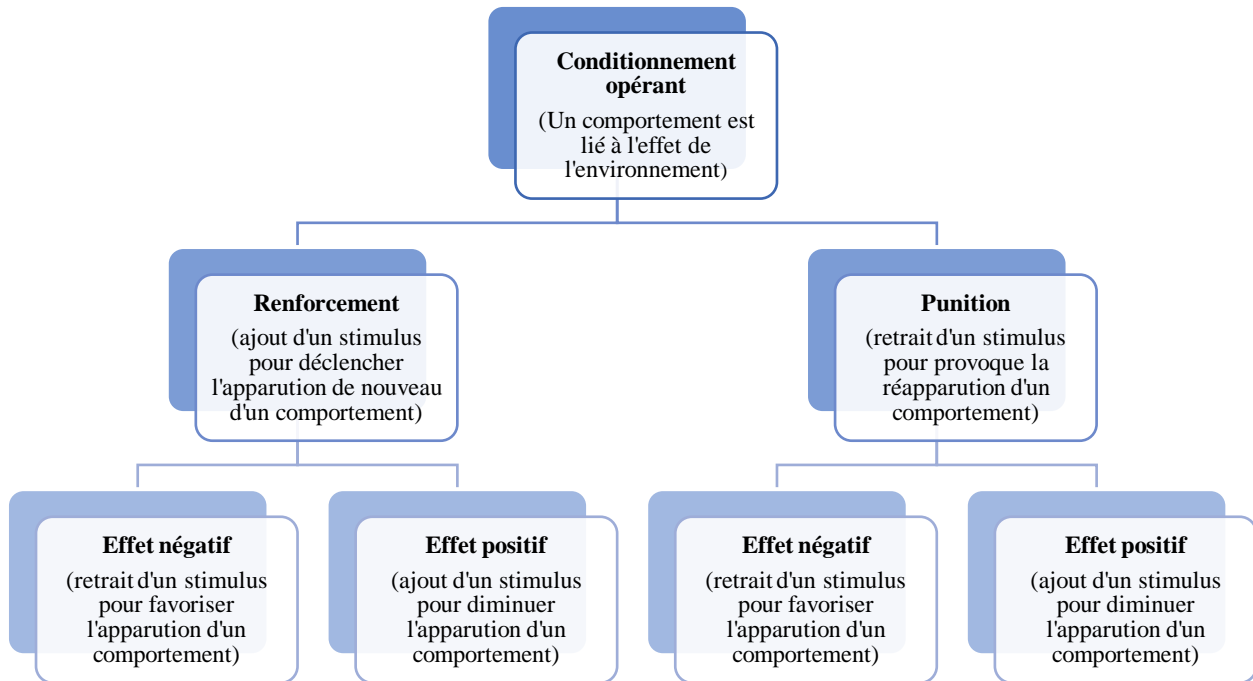 Conditionnement
opérant
(Un comportement est
lié à l'effet de
l'environnement)
Renforcement
(ajout d'un stimulus
pour déclencher
l'apparution de nouveau
d'un comportement)
Punition
(retrait d'un stimulus
pour provoque la
réapparution d'un
comportement)
Effet négatif
(retrait d'un stimulus
pour favoriser
l'apparution d'un
comportement)
Effet positif
(ajout d'un stimulus
pour diminuer
l'apparution d'un
comportement)
Effet négatif
(retrait d'un stimulus
pour favoriser
l'apparution d'un
comportement)
Effet positif
(ajout d'un stimulus
pour diminuer
l'apparution d'un
comportement)